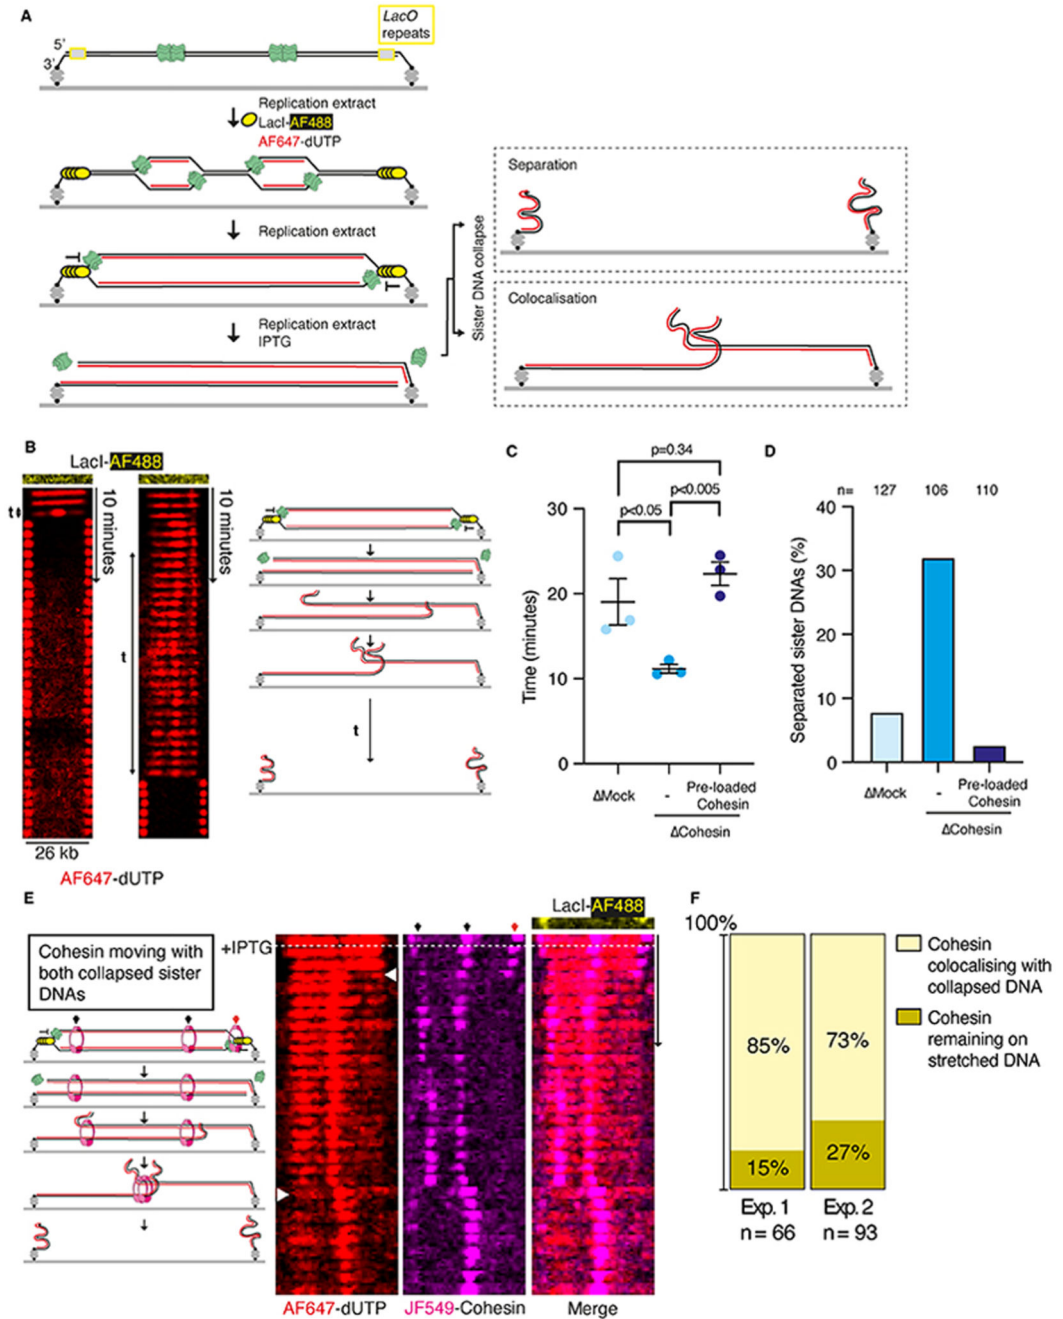 A
LacO
repeats
5'
3'
Replication extract
LacI-AF488
AF647-dUTP
Replication extract
Replication extract
IPTG
Sister DNA collapse
Separation
Colocalisation
B
LacI-AF488
10 minutes
10 minutes
t
t
26 kb
AF647-dUTP
t
C
p=0.34
p<0.005
p<0.05
30
20
10
0
Time (minutes)
ΔMock
-
Pre-loaded
Cohesin
ΔCohesin
D
n= 127 106 110
40
30
20
10
0
Separated sister DNAs (%)
ΔMock
-
Pre-loaded
Cohesin
ΔCohesin
E
Cohesin moving with
both collapsed sister
DNAs
+IPTG
LacI-AF488
AF647-dUTP
JF549-Cohesin
Merge
F
100%
85%
73%
15%
27%
Exp. 1
n = 66
Exp. 2
n = 93
Cohesin
colocalising with
collapsed DNA
Cohesin
remaining on
stretched DNA